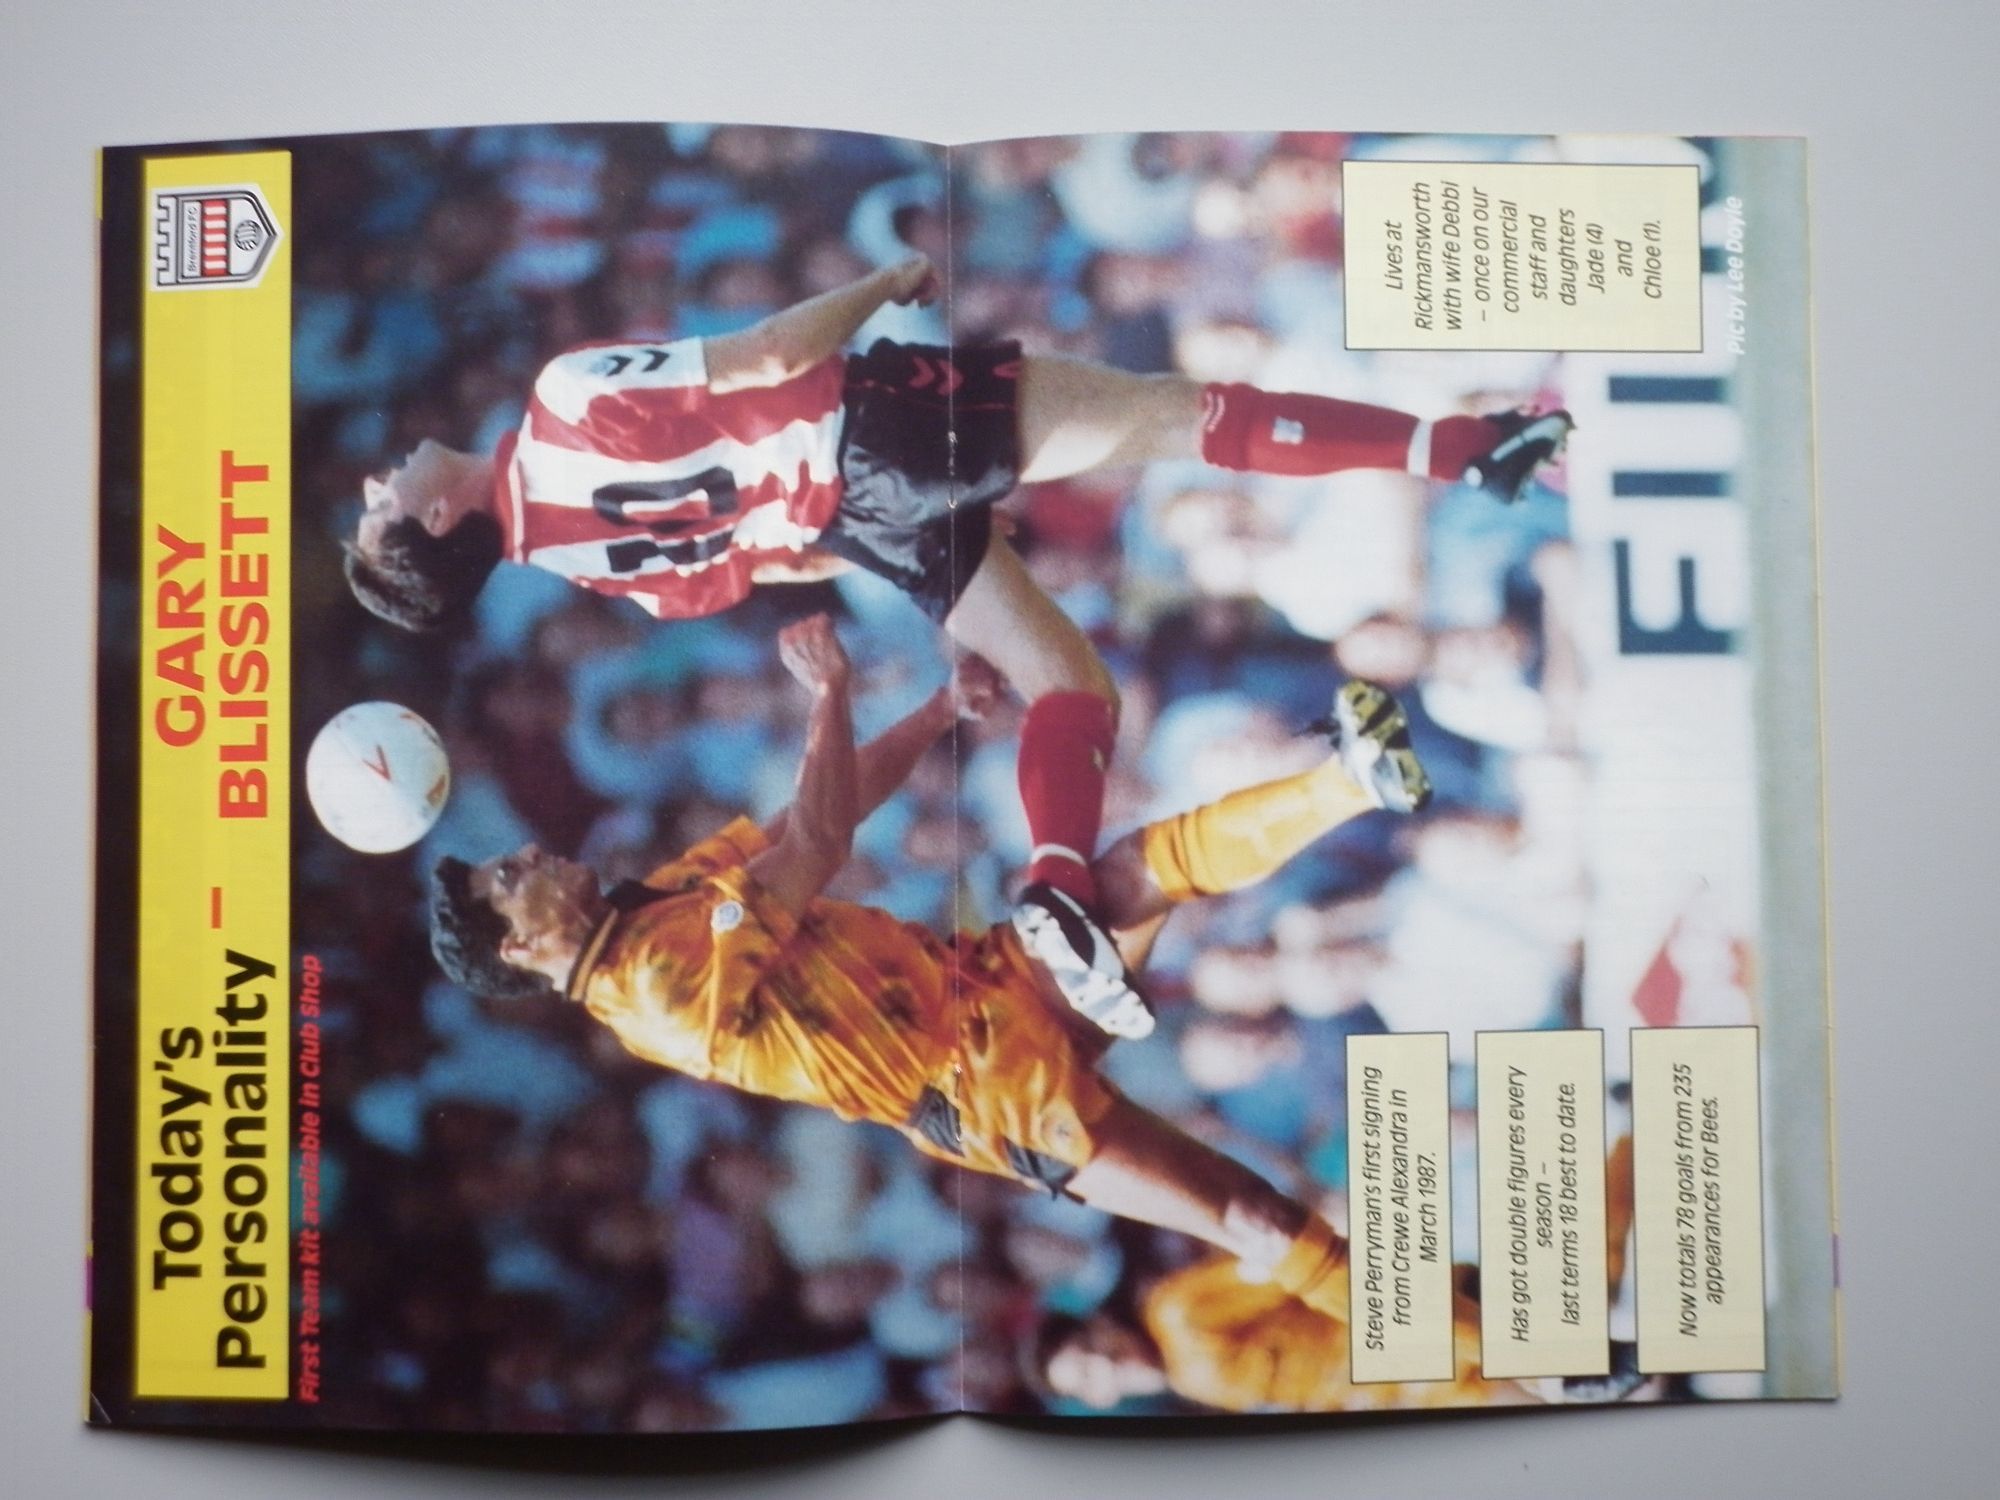 Today's
Personality –
GARY
BLISSETT
Brentford FC
First Team kit available in Club Shop
10
Steve Perryman's first signing
from Crewe Alexandra in
March 1987.
Has got double figures every
season –
last terms 18 best to date.
Now totals 78 goals from 235
appearances for Bees.
Lives at
Rickmansworth
with wife Debbi
– once on our
commercial
staff and
daughters
Jade (4)
and
Chloe (1).
Pic by Lee Doyle